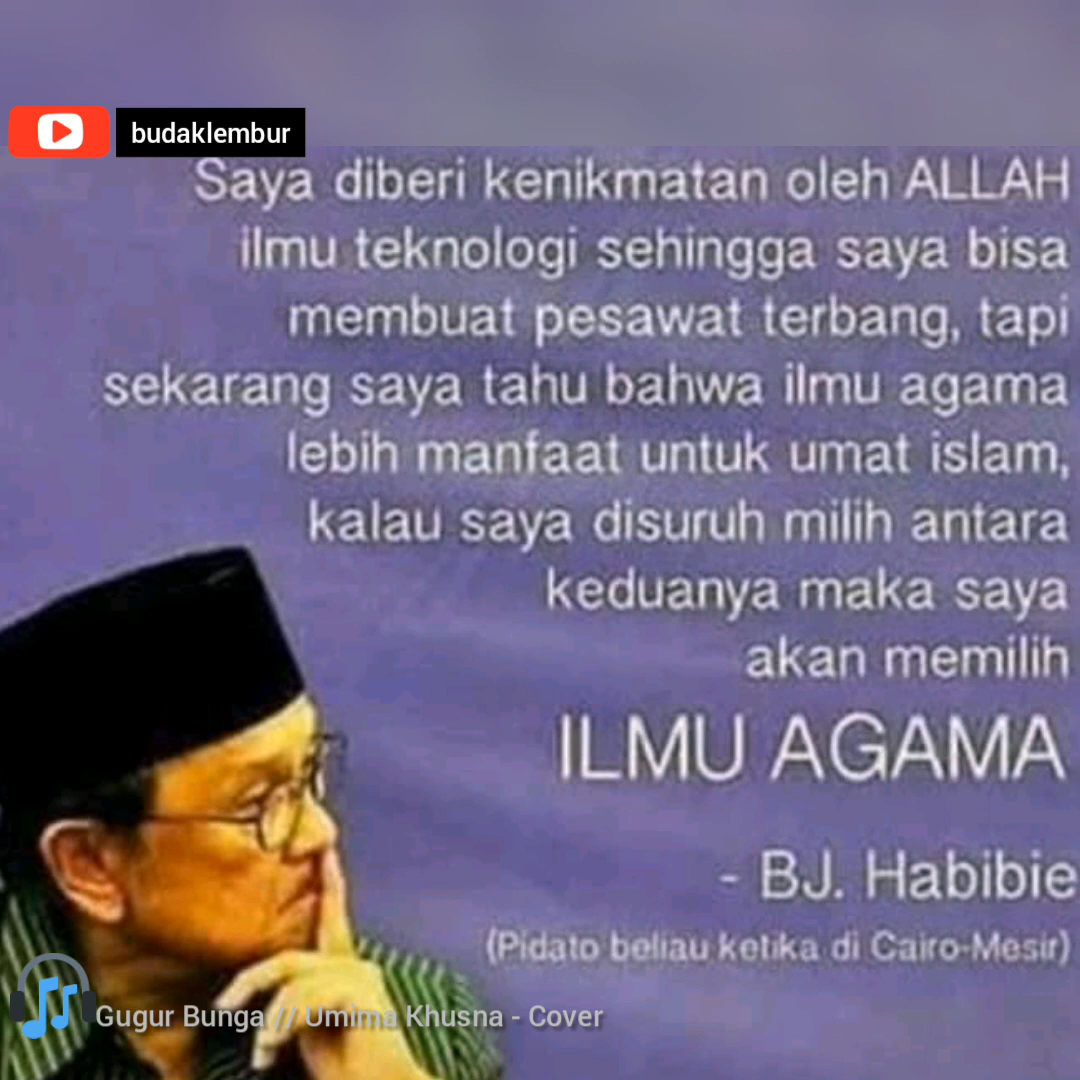 budaklembur
Saya diberi kenikmatan oleh ALLAH
ilmu teknologi sehingga saya bisa
membuat pesawat terbang, tapi
sekarang saya tahu bahwa ilmu agama
lebih manfaat untuk umat islam,
kalau saya disuruh milih antara
keduanya maka saya
akan memilih
ILMU AGAMA
- BJ. Habibie
(Pidato beliau ketika di Cairo-Mesir)
Gugur Bunga // Umima Khusna - Cover